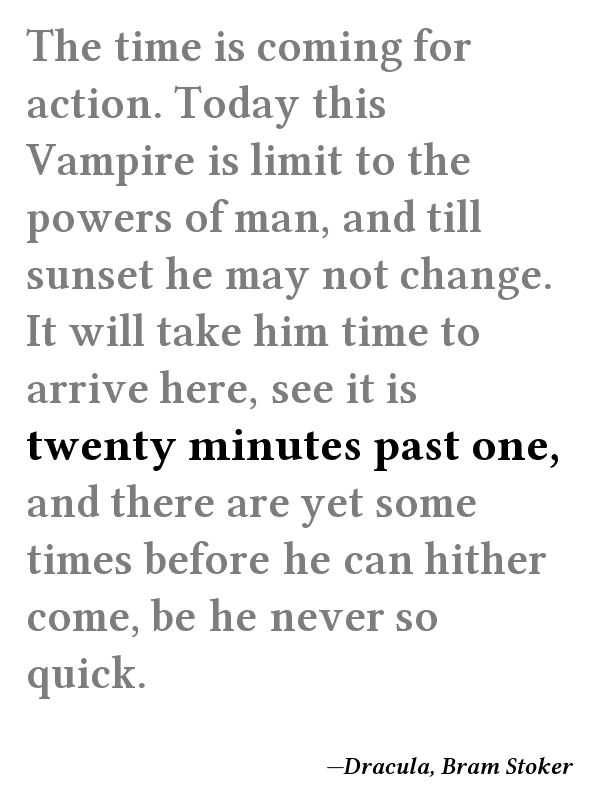 The time is coming for
action. Today this
Vampire is limit to the
powers of man, and till
sunset he may not change.
It will take him time to
arrive here, see it is
twenty minutes past one,
and there are yet some
times before he can hither
come, be he never so
quick.
—Dracula, Bram Stoker